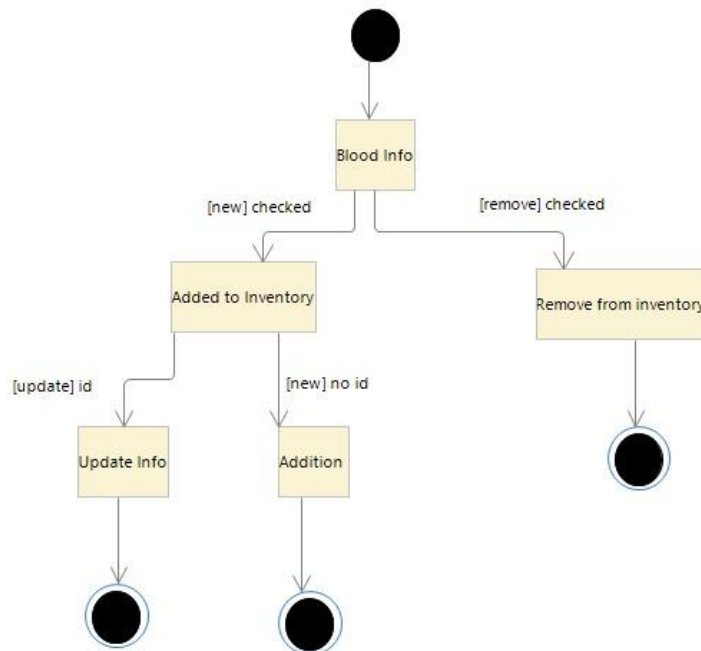 Blood Info
[new] checked
[remove] checked
Added to Inventory
Remove from inventory
[update] id
[new] no id
Update Info
Addition